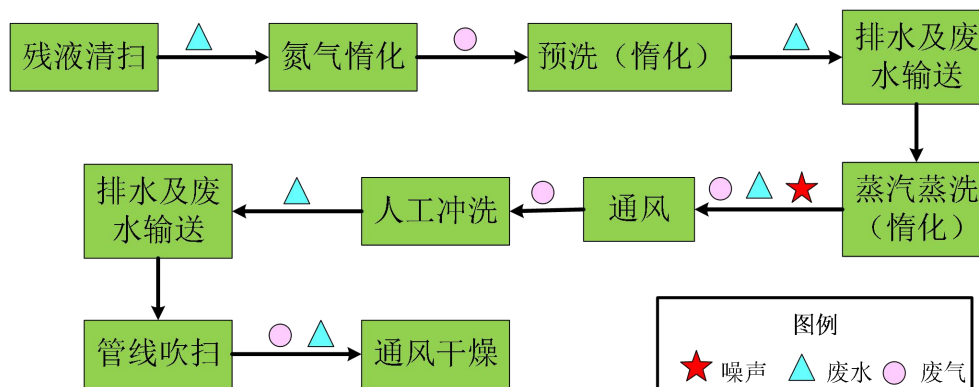 残液清扫
氮气惰化
预洗（惰化）
排水及废
水输送
蒸汽蒸洗
（惰化）
通风
人工冲洗
排水及废
水输送
管线吹扫
通风干燥
图例
噪声
废水
废气